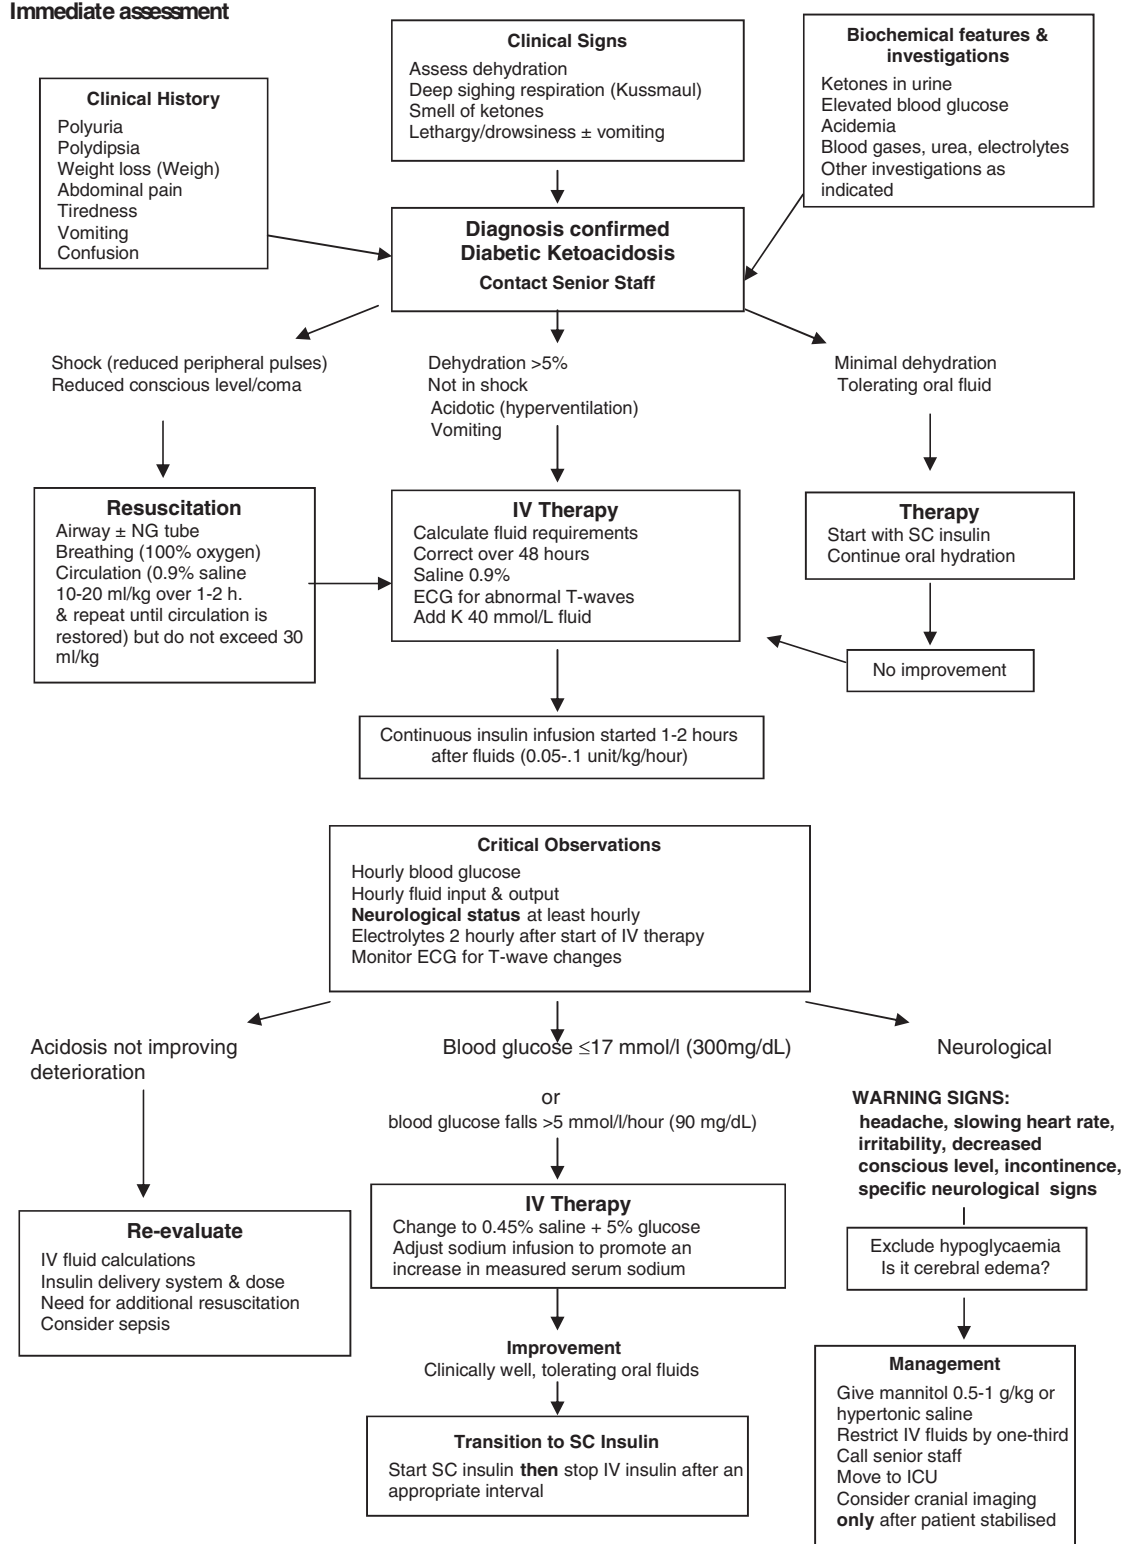 Immediate assessment
Clinical History
Polyuria
Polydipsia
Weight loss (Weigh)
Abdominal pain
Tiredness
Vomiting
Confusion
Clinical Signs
Assess dehydration
Deep sighing respiration (Kussmaul)
Smell of ketones
Lethargy/drowsiness ± vomiting
Biochemical features &
investigations
Ketones in urine
Elevated blood glucose
Acidemia
Blood gases, urea, electrolytes
Other investigations as
indicated
Diagnosis confirmed
Diabetic Ketoacidosis
Contact Senior Staff
Shock (reduced peripheral pulses)
Reduced conscious level/coma
Dehydration >5%
Not in shock
Acidotic (hyperventilation)
Vomiting
Minimal dehydration
Tolerating oral fluid
Resuscitation
Airway ± NG tube
Breathing (100% oxygen)
Circulation (0.9% saline
10-20 ml/kg over 1-2 h.
& repeat until circulation is
restored) but do not exceed 30
ml/kg
IV Therapy
Calculate fluid requirements
Correct over 48 hours
Saline 0.9%
ECG for abnormal T-waves
Add K 40 mmol/L fluid
Therapy
Start with SC insulin
Continue oral hydration
No improvement
Continuous insulin infusion started 1-2 hours
after fluids (0.05-.1 unit/kg/hour)
Critical Observations
Hourly blood glucose
Hourly fluid input & output
Neurological status at least hourly
Electrolytes 2 hourly after start of IV therapy
Monitor ECG for T-wave changes
Acidosis not improving
deterioration
Blood glucose ≤17 mmol/l (300mg/dL)
or
blood glucose falls >5 mmol/l/hour (90 mg/dL)
Neurological
WARNING SIGNS:
headache, slowing heart rate,
irritability, decreased
conscious level, incontinence,
specific neurological signs
Re-evaluate
IV fluid calculations
Insulin delivery system & dose
Need for additional resuscitation
Consider sepsis
IV Therapy
Change to 0.45% saline + 5% glucose
Adjust sodium infusion to promote an
increase in measured serum sodium
Exclude hypoglycaemia
Is it cerebral edema?
Improvement
Clinically well, tolerating oral fluids
Transition to SC Insulin
Start SC insulin then stop IV insulin after an
appropriate interval
Management
Give mannitol 0.5-1 g/kg or
hypertonic saline
Restrict IV fluids by one-third
Call senior staff
Move to ICU
Consider cranial imaging
only after patient stabilised